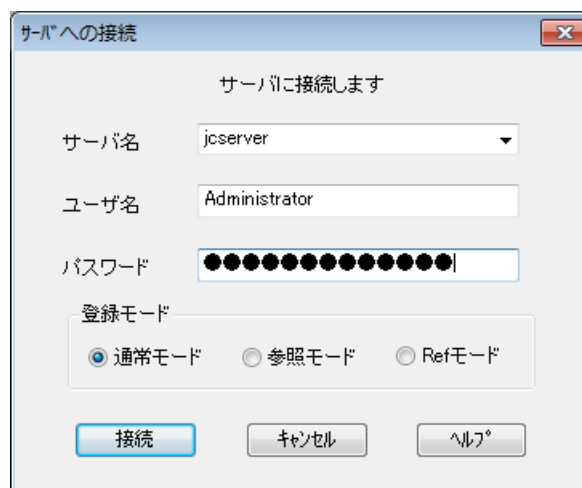 ｻｰﾊﾞへの接続
サーバに接続します
サーバ名 jcserver
ユーザ名 Administrator
パスワード ●●●●●●●●●●●●●
登録モード
通常モード 参照モード Refモード
接続 ｷｬﾝｾﾙ ﾍﾙﾌﾟ